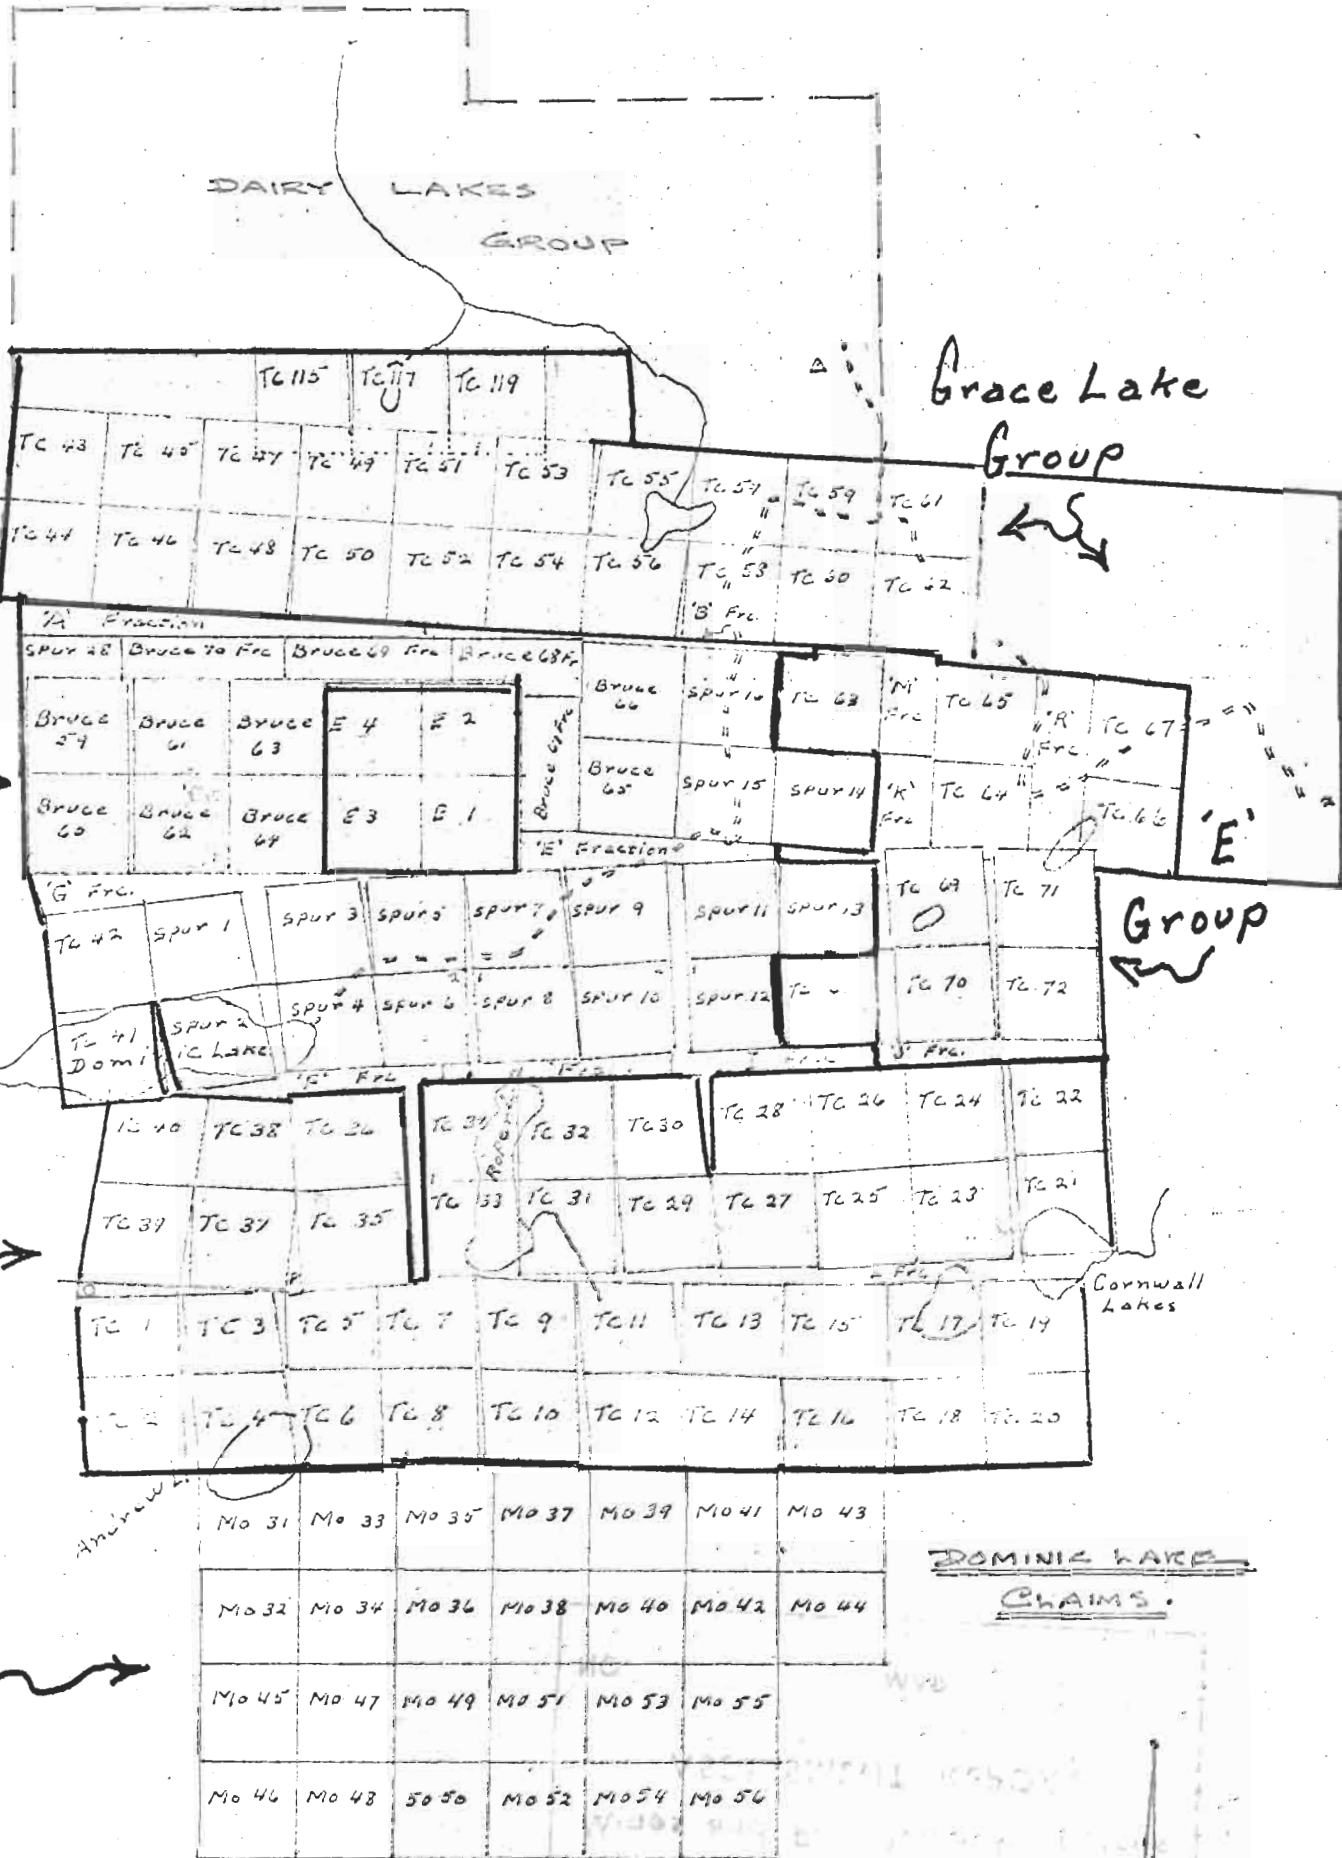 DAIRY LAKES
GROUP
Grace Lake
Group
TC 115 TC 117 TC 119
TC 43 TC 45 TC 47 TC 49 TC 51 TC 53 TC 55 TC 57 TC 59 TC 61
TC 44 TC 46 TC 48 TC 50 TC 52 TC 54 TC 56 TC 58 TC 60 TC 62
'A' Fraction 'B' Frc.
Spur 28 Bruce 70 Frc Bruce 69 Frc Bruce 68 Fr
Bruce 59 Bruce 61 Bruce 63 E 4 E 2 Bruce 67 Frc Bruce 66 Spur 16 TC 63 'M' Frc TC 65 'R' Frc. TC 67
Bruce 60 Bruce 62 Bruce 64 E 3 E 1 Bruce 65 Spur 15 Spur 14 'K' Frc TC 64 TC 66
'E' Fraction
'E'
Group
'G' Frc.
TC 42 Spur 1 Spur 3 Spur 5 Spur 7 Spur 9 Spur 11 Spur 13 TC 69 TC 71
TC 41 Spur 2 Spur 4 Spur 6 Spur 8 Spur 10 Spur 12 TC TC 70 TC 72
Domi ic Lake
'F' Frc Frc Frc 'J' Frc.
TC 40 TC 38 TC 36 TC 34 TC 32 TC 30 TC 28 TC 26 TC 24 TC 22
TC 39 TC 37 TC 35 TC 33 TC 31 TC 29 TC 27 TC 25 TC 23 TC 21
Frc
Cornwall
Lakes
TC 1 TC 3 TC 5 TC 7 TC 9 TC 11 TC 13 TC 15 TC 17 TC 19
TC 2 TC 4 TC 6 TC 8 TC 10 TC 12 TC 14 TC 16 TC 18 TC 20
Andrew L.
Mo 31 Mo 33 Mo 35 Mo 37 Mo 39 Mo 41 Mo 43
Mo 32 Mo 34 Mo 36 Mo 38 Mo 40 Mo 42 Mo 44
Mo 45 Mo 47 Mo 49 Mo 51 Mo 53 Mo 55
Mo 46 Mo 48 50 50 Mo 52 Mo 54 Mo 56
DOMINIC LAKE
CLAIMS.